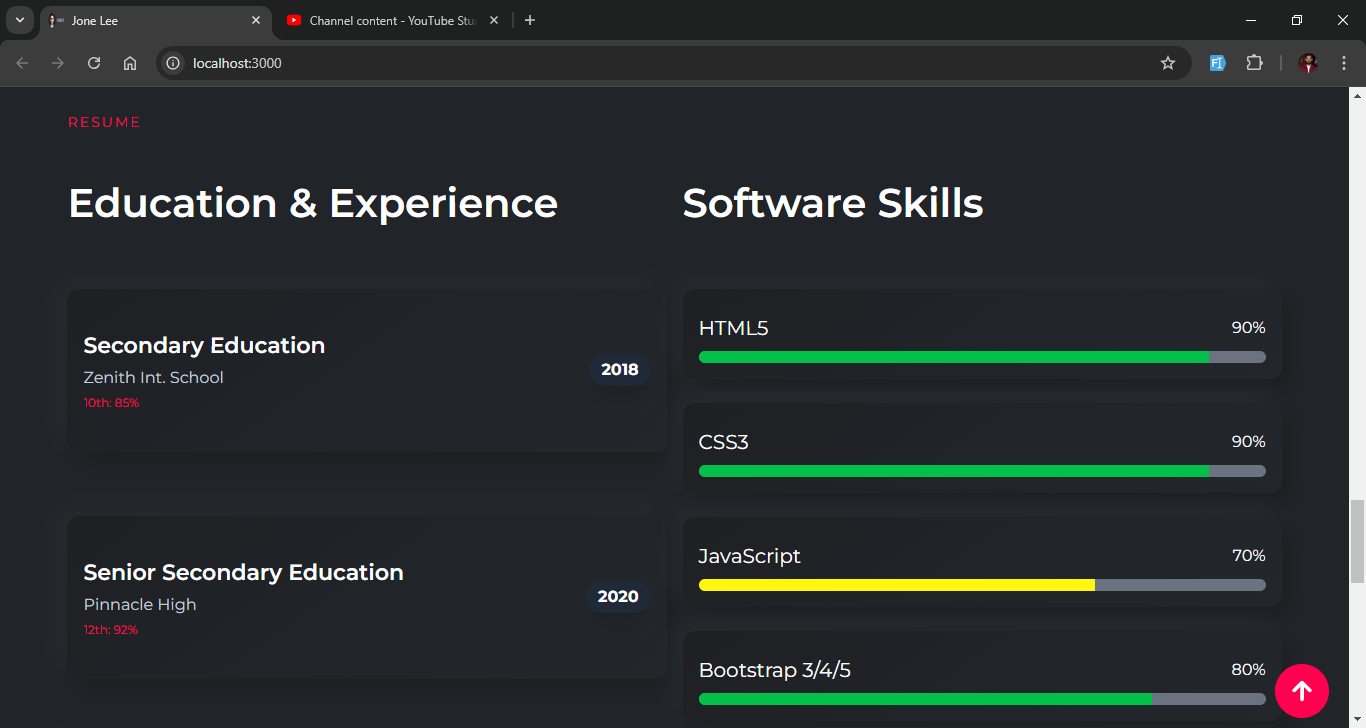 Jone Lee
Channel content - YouTube Stu
localhost:3000
RESUME
Education & Experience
Secondary Education
Zenith Int. School
10th: 85%
2018
Senior Secondary Education
Pinnacle High
12th: 92%
2020
Software Skills
HTML5 90%
CSS3 90%
JavaScript 70%
Bootstrap 3/4/5 80%